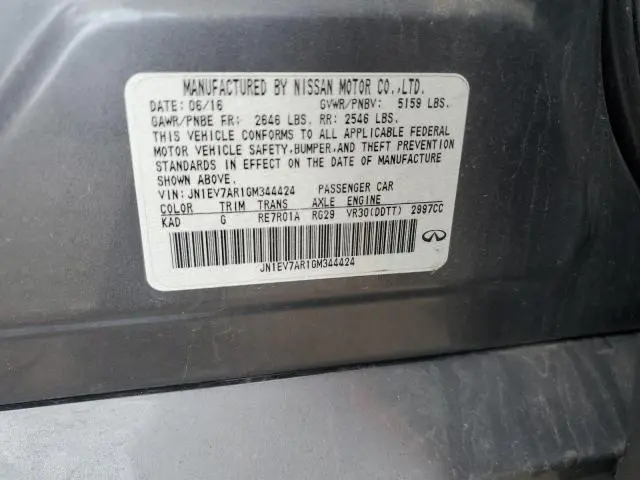 MANUFACTURED BY NISSAN MOTOR CO.,LTD.
DATE: 06/16 GVWR/PNBV: 5159 LBS.
GAWR/PNBE FR: 2646 LBS. RR: 2546 LBS.
THIS VEHICLE CONFORMS TO ALL APPLICABLE FEDERAL
MOTOR VEHICLE SAFETY, BUMPER, AND THEFT PREVENTION
STANDARDS IN EFFECT ON THE DATE OF MANUFACTURE
SHOWN ABOVE.
VIN: JN1EV7AR1GM344424 PASSENGER CAR
COLOR TRIM TRANS AXLE ENGINE
KAD G RE7R01A RG29 VR30(DDTT) 2997CC
JN1EV7AR1GM344424